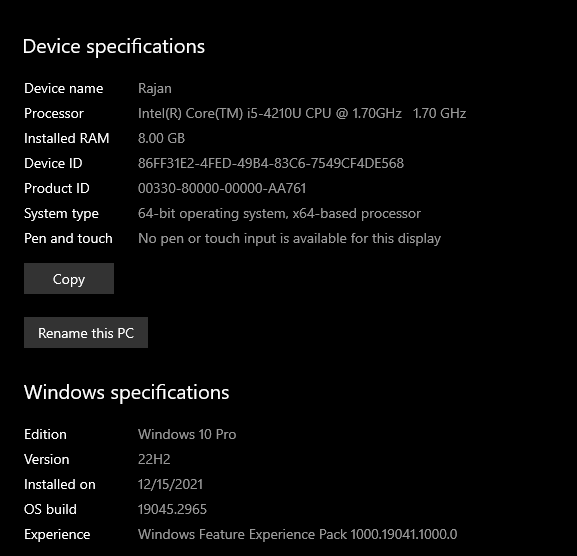 Device specifications
Device name Rajan
Processor Intel(R) Core(TM) i5-4210U CPU @ 1.70GHz 1.70 GHz
Installed RAM 8.00 GB
Device ID 86FF31E2-4FED-49B4-83C6-7549CF4DE568
Product ID 00330-80000-00000-AA761
System type 64-bit operating system, x64-based processor
Pen and touch No pen or touch input is available for this display
Copy
Rename this PC
Windows specifications
Edition Windows 10 Pro
Version 22H2
Installed on 12/15/2021
OS build 19045.2965
Experience Windows Feature Experience Pack 1000.19041.1000.0